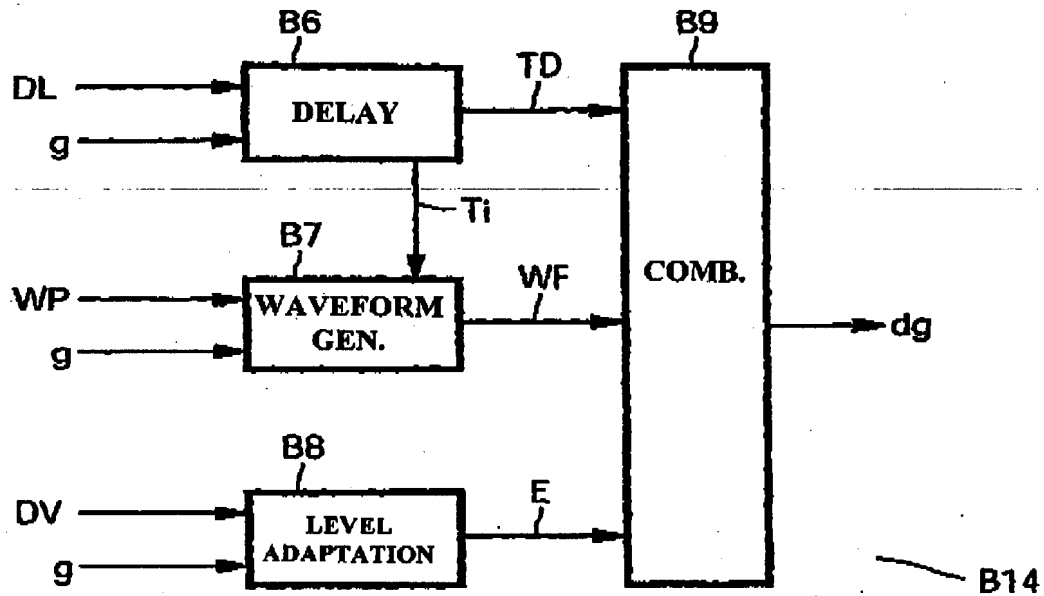 B6
B9
DL
DELAY
TD
g
Ti
B7
WP
WAVEFORM
GEN.
WF
COMB.
g
dg
B8
DV
LEVEL
ADAPTATION
E
g
B14